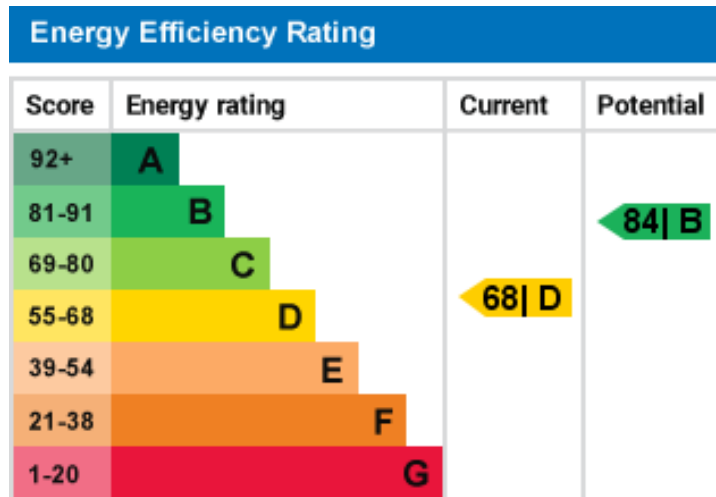 Energy Efficiency Rating
Score Energy rating Current Potential
92+ A
81-91 B 84| B
69-80 C
55-68 D 68| D
39-54 E
21-38 F
1-20 G